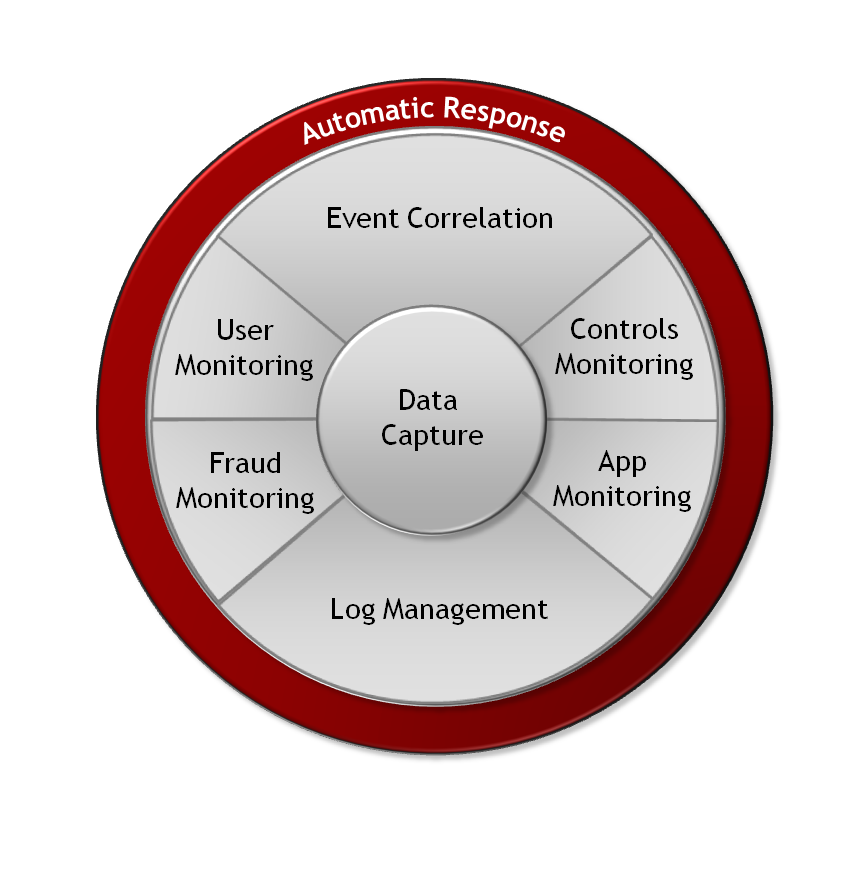 Automatic Response
Event Correlation
User
Monitoring
Controls
Monitoring
Data
Capture
Fraud
Monitoring
App
Monitoring
Log Management